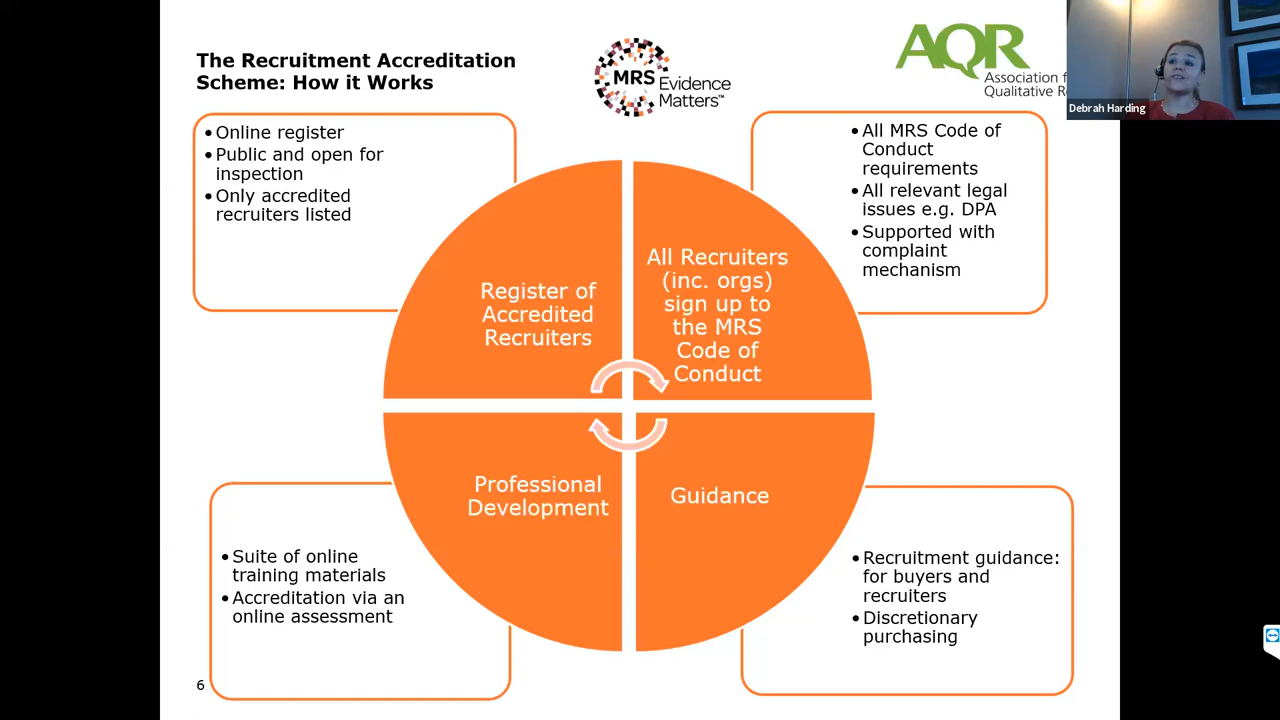 The Recruitment Accreditation
Scheme: How it Works
MRS
Evidence
Matters™
AQR
Association f
Qualitative R
Debrah Harding
• Online register
• Public and open for
inspection
• Only accredited
recruiters listed
• All MRS Code of
Conduct
requirements
• All relevant legal
issues e.g. DPA
• Supported with
complaint
mechanism
Register of
Accredited
Recruiters
All Recruiters
(inc. orgs)
sign up to
the MRS
Code of
Conduct
Professional
Development
Guidance
• Suite of online
training materials
• Accreditation via an
online assessment
• Recruitment guidance:
for buyers and
recruiters
• Discretionary
purchasing
6